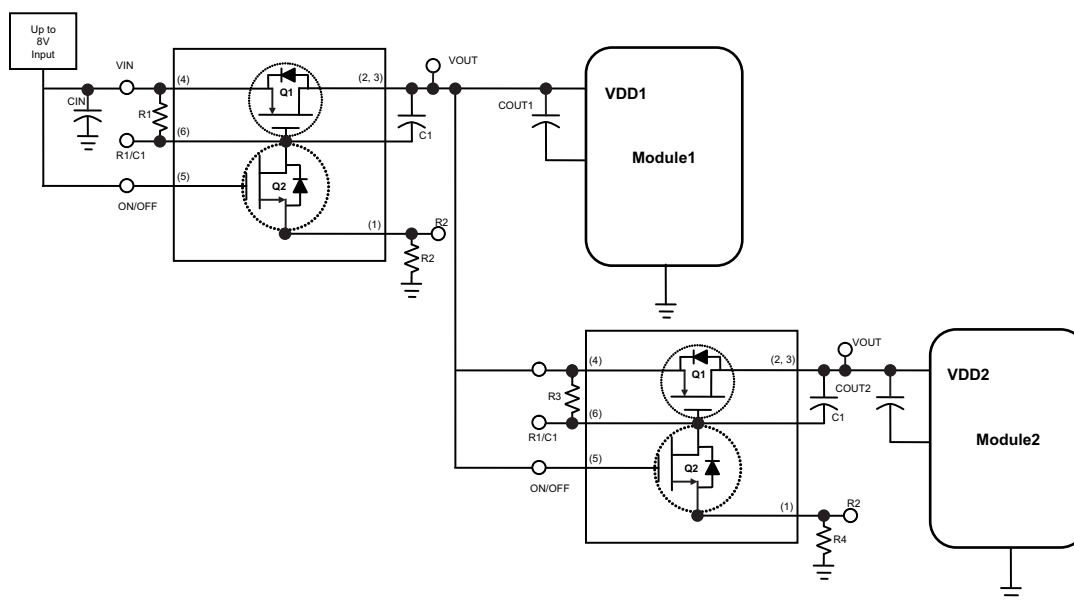 Up to
8V
Input
VIN
(4)
Q1
(2, 3)
VOUT
CIN
R1
C1
COUT1
VDD1
Module1
R1/C1
(6)
(5)
Q2
ON/OFF
(1)
R2
R2
(4)
Q1
(2, 3)
VOUT
R3
COUT2
VDD2
C1
R1/C1
(6)
Module2
(5)
Q2
ON/OFF
(1)
R2
R4